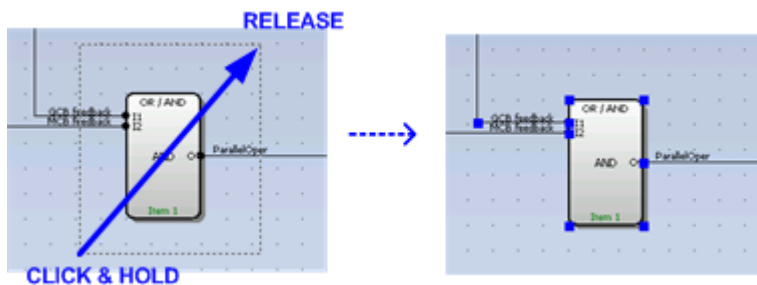 RELEASE
OR / AND
GCB feedback
I1
MCB feedback
I2
AND
O
ParallelOper
Item 1
CLICK & HOLD
OR / AND
GCB feedback
I1
MCB feedback
I2
AND
O
ParallelOper
Item 1